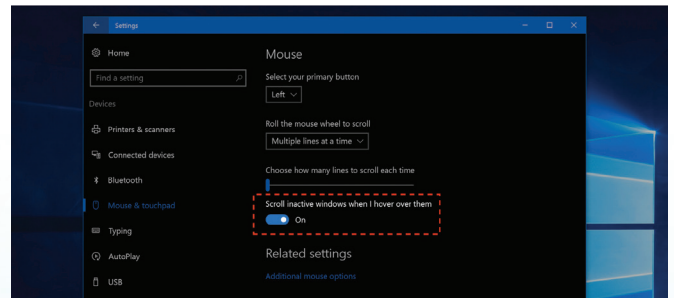 Settings
Home
Find a setting
Devices
Printers & scanners
Connected devices
Bluetooth
Mouse & touchpad
Typing
AutoPlay
USB
Mouse
Select your primary button
Left
Roll the mouse wheel to scroll
Multiple lines at a time
Choose how many lines to scroll each time
Scroll inactive windows when I hover over them
On
Related settings
Additional mouse options